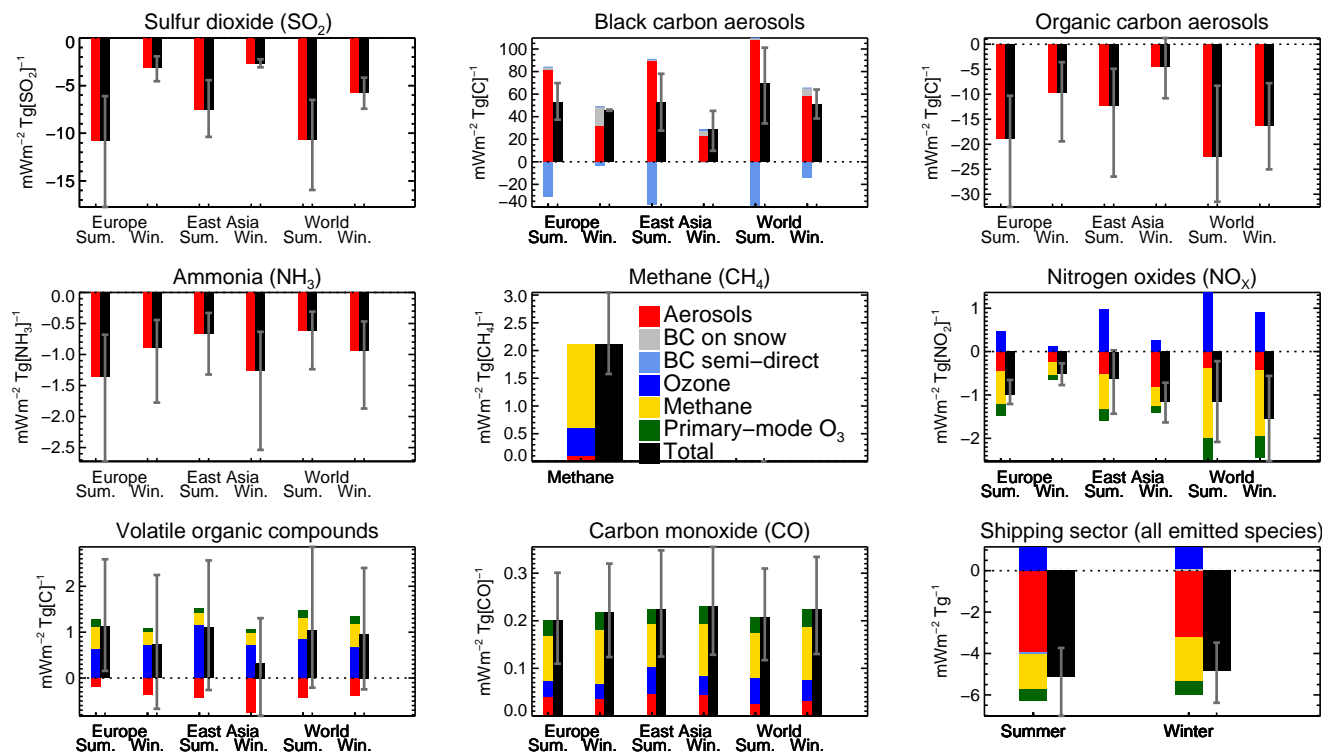 Sulfur dioxide (SO₂)
mWm⁻² Tg[SO₂]⁻¹
0
−5
−10
−15
Europe East Asia World
Sum. Win. Sum. Win. Sum. Win.
Black carbon aerosols
mWm⁻² Tg[C]⁻¹
100
80
60
40
20
0
−20
−40
Europe East Asia World
Sum. Win. Sum. Win. Sum. Win.
Organic carbon aerosols
mWm⁻² Tg[C]⁻¹
0
−5
−10
−15
−20
−25
−30
Europe East Asia World
Sum. Win. Sum. Win. Sum. Win.
Ammonia (NH₃)
mWm⁻² Tg[NH₃]⁻¹
0.0
−0.5
−1.0
−1.5
−2.0
−2.5
Europe East Asia World
Sum. Win. Sum. Win. Sum. Win.
Methane (CH₄)
mWm⁻² Tg[CH₄]⁻¹
3.0
2.5
2.0
1.5
1.0
0.5
0.0
Methane
Aerosols
BC on snow
BC semi−direct
Ozone
Methane
Primary−mode O₃
Total
Nitrogen oxides (NOₓ)
mWm⁻² Tg[NO₂]⁻¹
1
0
−1
−2
Europe East Asia World
Sum. Win. Sum. Win. Sum. Win.
Volatile organic compounds
mWm⁻² Tg[C]⁻¹
2
1
0
Europe East Asia World
Sum. Win. Sum. Win. Sum. Win.
Carbon monoxide (CO)
mWm⁻² Tg[CO]⁻¹
0.3
0.2
0.1
0.0
Europe East Asia World
Sum. Win. Sum. Win. Sum. Win.
Shipping sector (all emitted species)
mWm⁻² Tg⁻¹
0
−2
−4
−6
Summer Winter